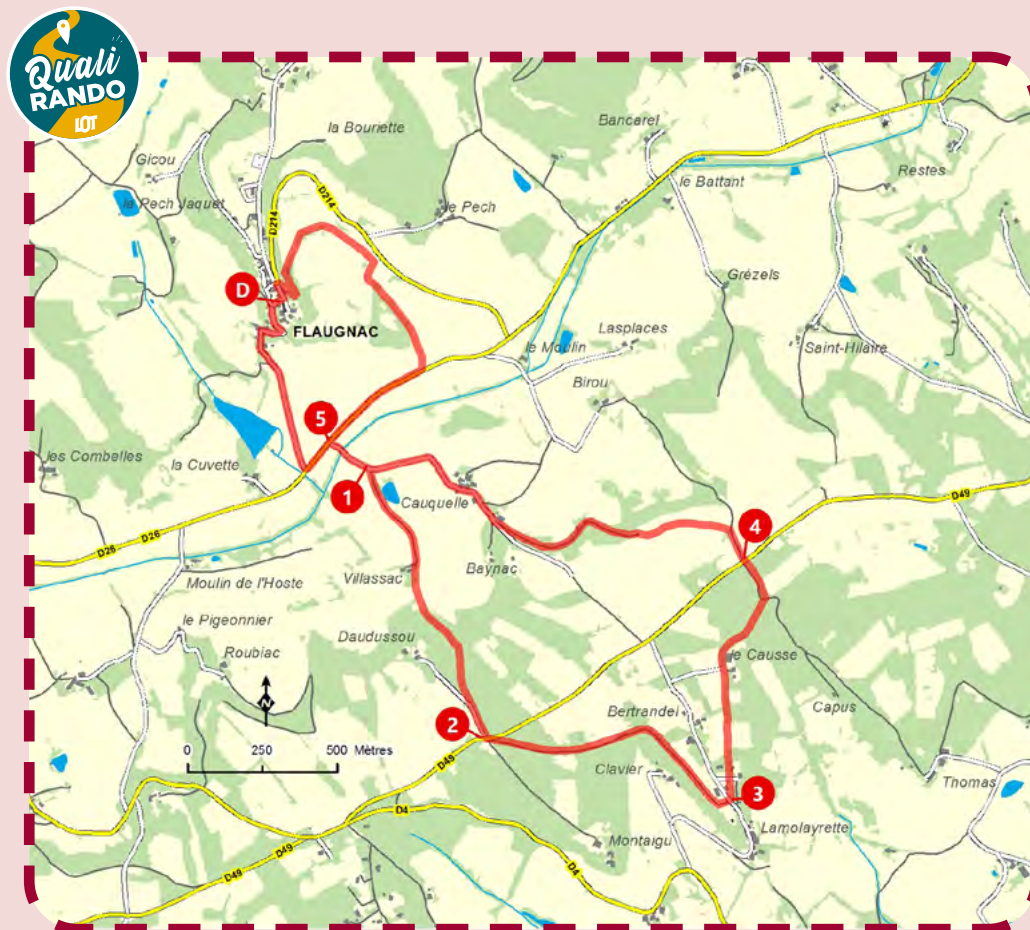 Quali
RANDO
LOT
la Bouriette
Bancarel
Gicou
Restes
le Battant
la Pech Jaquet
D214
D214
le Pech
Grézels
D
FLAUGNAC
Lasplaces
le Moulin
Saint-Hilaire
Birou
5
les Combelles
la Cuvette
1
Cauquelle
D49
4
D26
D26
Baynac
Villassac
Moulin de l'Hoste
le Pigeonnier
Daudussou
Roubiac
le Causse
N
Bertrandel
Capus
2
0 250 500 Mètres
D49
Clavier
3
Thomas
D4
Lamolayrette
Montaigu
D49
D4